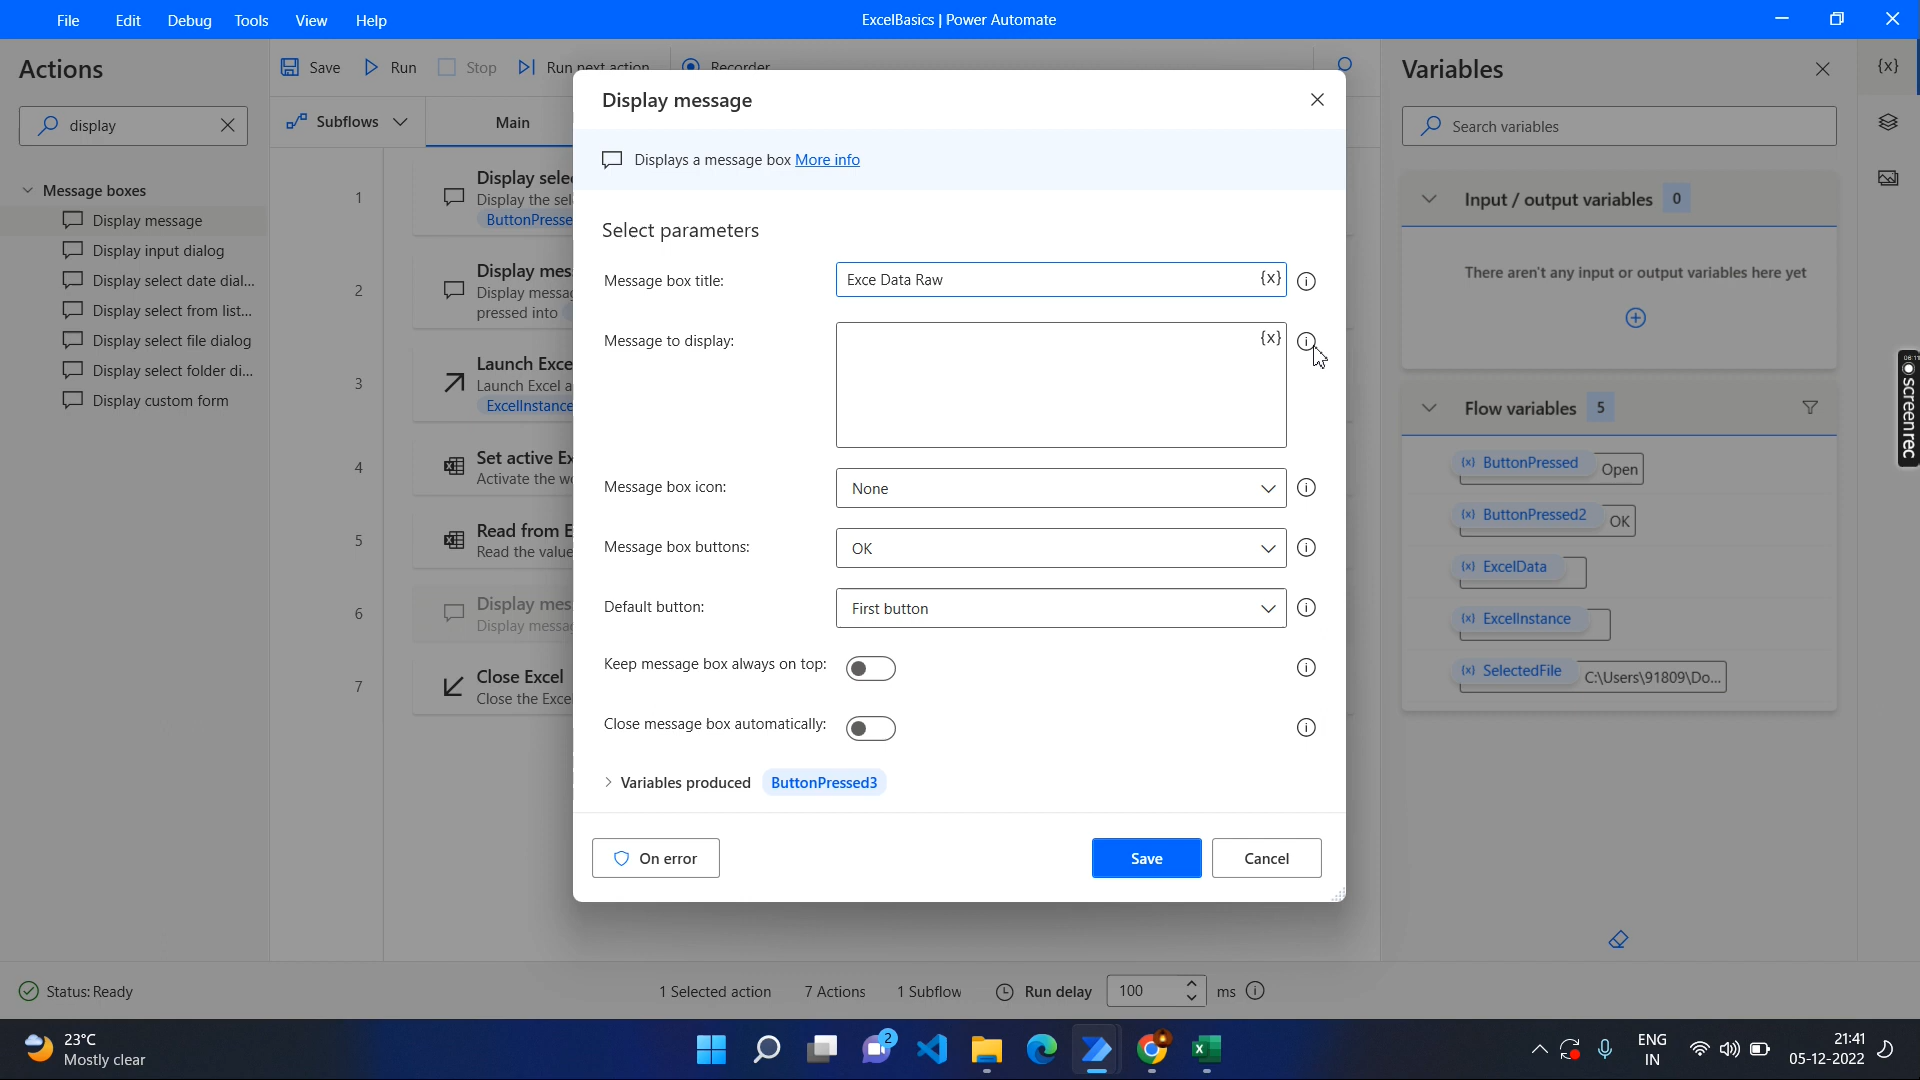 File Edit Debug Tools View Help ExcelBasics | Power Automate
Actions
display
Message boxes
Display message
Display input dialog
Display select date dial...
Display select from list...
Display select file dialog
Display select folder di...
Display custom form
Save Run Stop Run next action Recorder
Subflows Main
1 Display sele
Display the sel
ButtonPresse
2 Display mes
Display messa
pressed into
3 Launch Exce
Launch Excel a
ExcelInstance
4 Set active Ex
Activate the wo
5 Read from E
Read the value
6 Display mes
Display messa
7 Close Excel
Close the Exce
Display message
Displays a message box More info
Select parameters
Message box title: Exce Data Raw {x}
Message to display: {x}
Message box icon: None
Message box buttons: OK
Default button: First button
Keep message box always on top:
Close message box automatically:
Variables produced ButtonPressed3
On error Save Cancel
Variables {x}
Search variables
Input / output variables 0
There aren't any input or output variables here yet
Flow variables 5
(x) ButtonPressed Open
(x) ButtonPressed2 OK
(x) ExcelData
(x) ExcelInstance
(x) SelectedFile C:\Users\91809\Do...
screenrec
Status: Ready 1 Selected action 7 Actions 1 Subflow Run delay 100 ms
23°C
Mostly clear
2
ENG
IN
21:41
05-12-2022